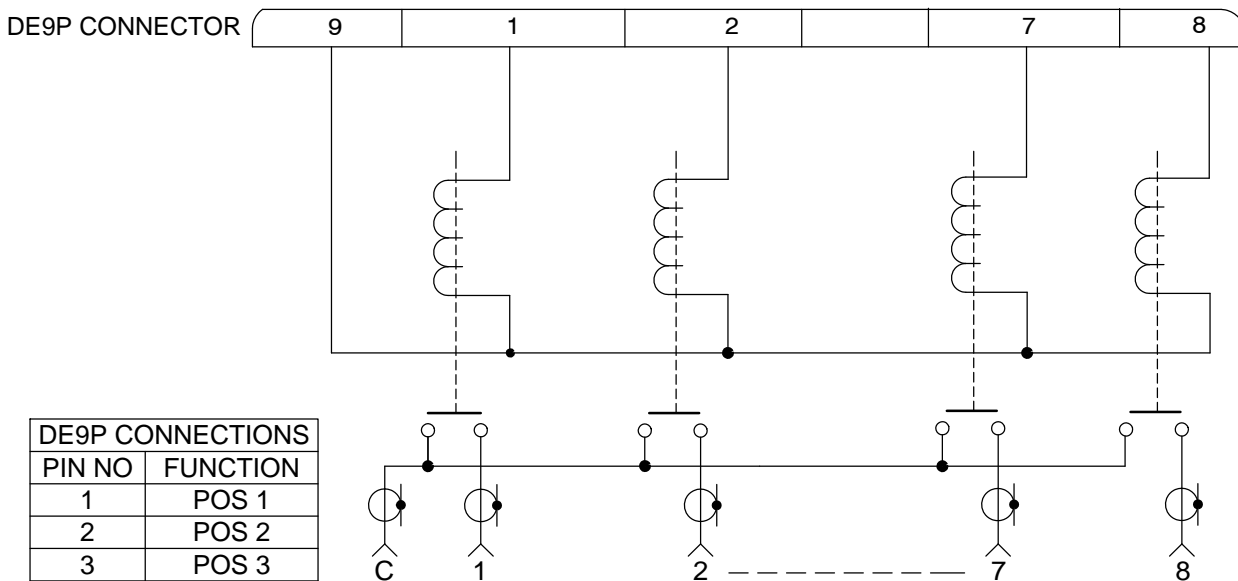 DE9P CONNECTOR 9 1 2 7 8
DE9P CONNECTIONS
PIN NO FUNCTION
1 POS 1
2 POS 2
3 POS 3
C 1 2 7 8